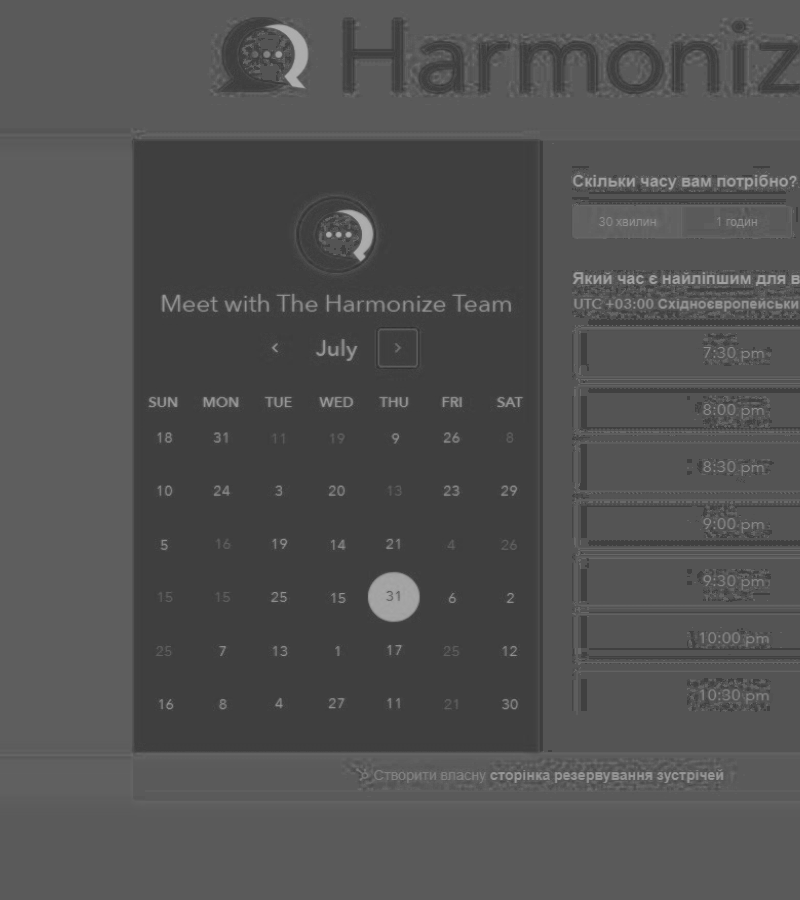 Harmoniz
Meet with The Harmonize Team
July
SUN MON TUE WED THU FRI SAT
18 31 11 19 9 26 8
10 24 3 20 13 23 29
5 16 19 14 21 4 26
15 15 25 15 31 6 2
25 7 13 1 17 25 12
16 8 4 27 11 21 30
Скільки часу вам потрібно?
30 хвилин 1 годин
Який час є найліпшим для в
UTC +03:00 Східноєвропейськи
7:30 pm
8:00 pm
8:30 pm
9:00 pm
9:30 pm
10:00 pm
10:30 pm
Створити власну сторінка резервування зустрічей